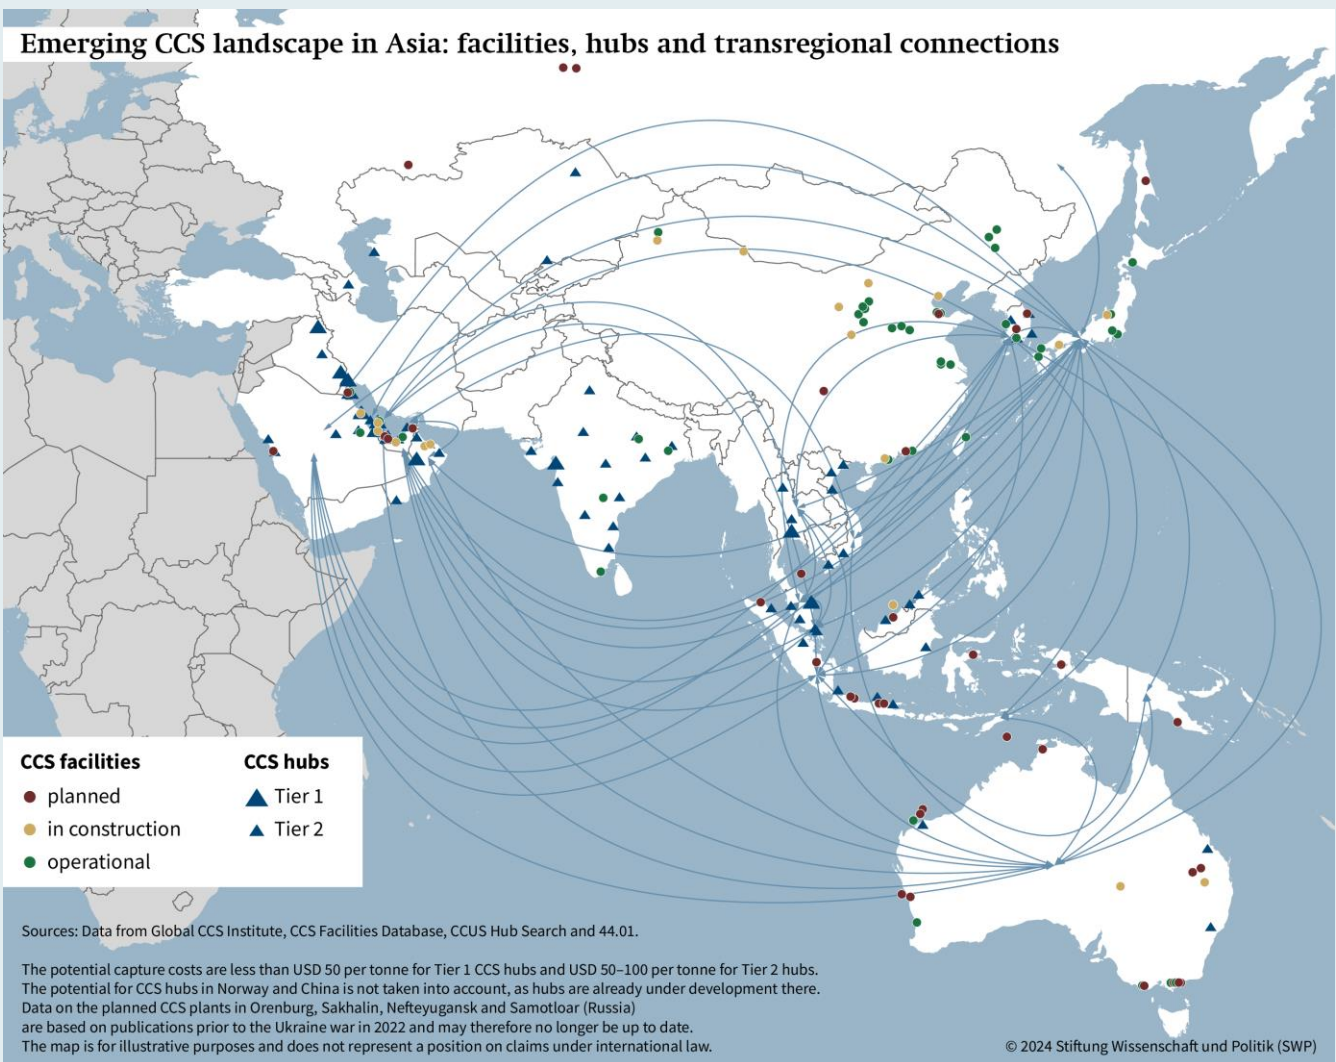 Emerging CCS landscape in Asia: facilities, hubs and transregional connections
CCS facilities
planned
in construction
operational
CCS hubs
Tier 1
Tier 2
Sources: Data from Global CCS Institute, CCS Facilities Database, CCUS Hub Search and 44.01.
The potential capture costs are less than USD 50 per tonne for Tier 1 CCS hubs and USD 50–100 per tonne for Tier 2 hubs.
The potential for CCS hubs in Norway and China is not taken into account, as hubs are already under development there.
Data on the planned CCS plants in Orenburg, Sakhalin, Nefteyugansk and Samotloar (Russia)
are based on publications prior to the Ukraine war in 2022 and may therefore no longer be up to date.
The map is for illustrative purposes and does not represent a position on claims under international law.
© 2024 Stiftung Wissenschaft und Politik (SWP)